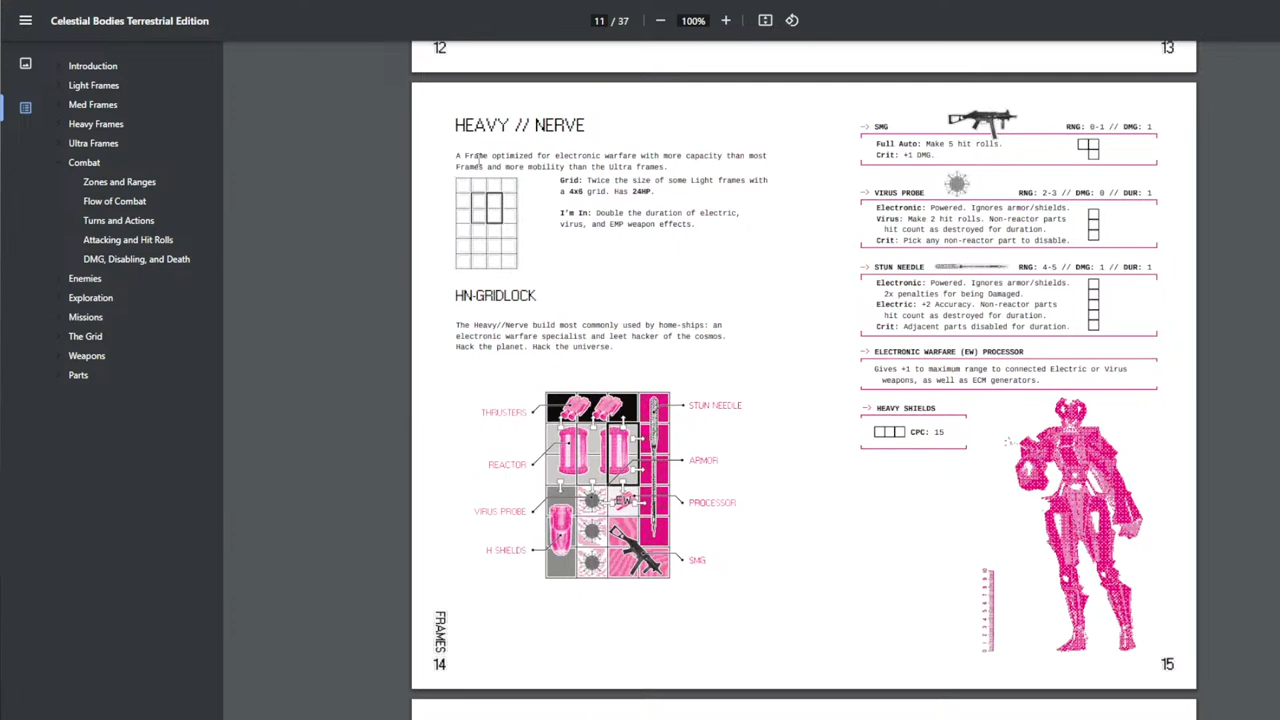 Celestial Bodies Terrestrial Edition
11 / 37
100%
Introduction
Light Frames
Med Frames
Heavy Frames
Ultra Frames
Combat
Zones and Ranges
Flow of Combat
Turns and Actions
Attacking and Hit Rolls
DMG, Disabling, and Death
Enemies
Exploration
Missions
The Grid
Weapons
Parts
12
13
HEAVY // NERVE
A Frame optimized for electronic warfare with more capacity than most
Frames and more mobility than the Ultra frames.
Grid: Twice the size of some Light frames with
a 4x6 grid. Has 24HP.
I'm In: Double the duration of electric,
virus, and EMP weapon effects.
HN-GRIDLOCK
The Heavy//Nerve build most commonly used by home-ships: an
electronic warfare specialist and leet hacker of the cosmos.
Hack the planet. Hack the universe.
THRUSTERS
REACTOR
VIRUS PROBE
H SHIELDS
STUN NEEDLE
ARMOR
PROCESSOR
SMG
EW
FRAMES
14
SMG
RNG: 0-1 // DMG: 1
Full Auto: Make 5 hit rolls.
Crit: +1 DMG.
VIRUS PROBE
RNG: 2-3 // DMG: 0 // DUR: 1
Electronic: Powered. Ignores armor/shields.
Virus: Make 2 hit rolls. Non-reactor parts
hit count as destroyed for duration.
Crit: Pick any non-reactor part to disable.
STUN NEEDLE
RNG: 4-5 // DMG: 1 // DUR: 1
Electronic: Powered. Ignores armor/shields.
2x penalties for being Damaged.
Electric: +2 Accuracy. Non-reactor parts
hit count as destroyed for duration.
Crit: Adjacent parts disabled for duration.
ELECTRONIC WARFARE (EW) PROCESSOR
Gives +1 to maximum range to connected Electric or Virus
weapons, as well as ECM generators.
HEAVY SHIELDS
CPC: 15
0 1 2 3 4 5 6 7 8 9 10
15